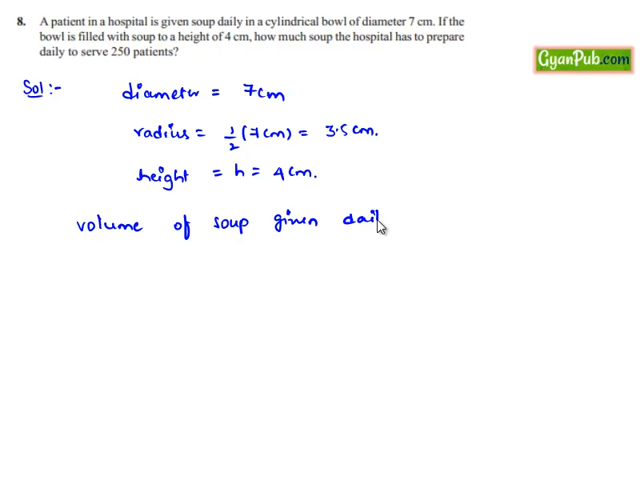 8. A patient in a hospital is given soup daily in a cylindrical bowl of diameter 7 cm. If the
bowl is filled with soup to a height of 4 cm, how much soup the hospital has to prepare
daily to serve 250 patients?
GyanPub.com
Sol :-
diameter = 7cm
radius = 1/2 (7cm) = 3.5 cm.
height = h = 4cm.
volume of soup given dail